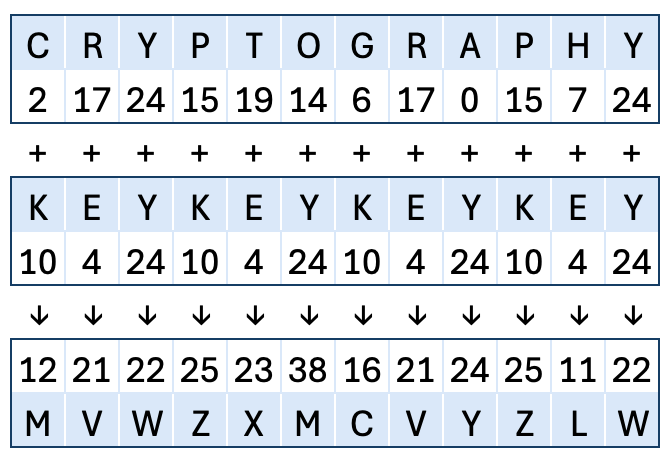 C R Y P T O G R A P H Y
2 17 24 15 19 14 6 17 0 15 7 24
+ + + + + + + + + + + +
K E Y K E Y K E Y K E Y
10 4 24 10 4 24 10 4 24 10 4 24
↓ ↓ ↓ ↓ ↓ ↓ ↓ ↓ ↓ ↓ ↓ ↓
12 21 22 25 23 38 16 21 24 25 11 22
M V W Z X M C V Y Z L W